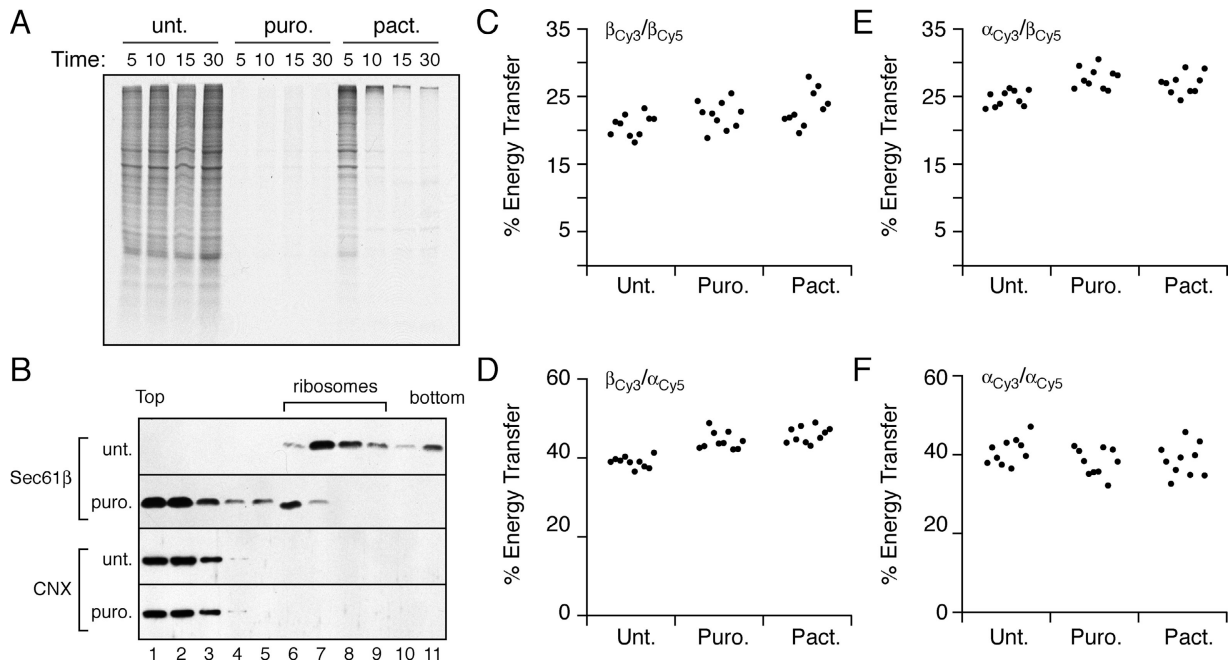 A
unt. puro. pact.
Time: 5 10 15 30 5 10 15 30 5 10 15 30
B
Top ribosomes bottom
Sec61β unt.
puro.
CNX unt.
puro.
1 2 3 4 5 6 7 8 9 10 11
C
βCy3/βCy5
% Energy Transfer
35
25
15
5
Unt. Puro. Pact.
D
βCy3/αCy5
% Energy Transfer
60
40
20
0
Unt. Puro. Pact.
E
αCy3/βCy5
% Energy Transfer
35
25
15
5
Unt. Puro. Pact.
F
αCy3/αCy5
% Energy Transfer
60
40
20
0
Unt. Puro. Pact.